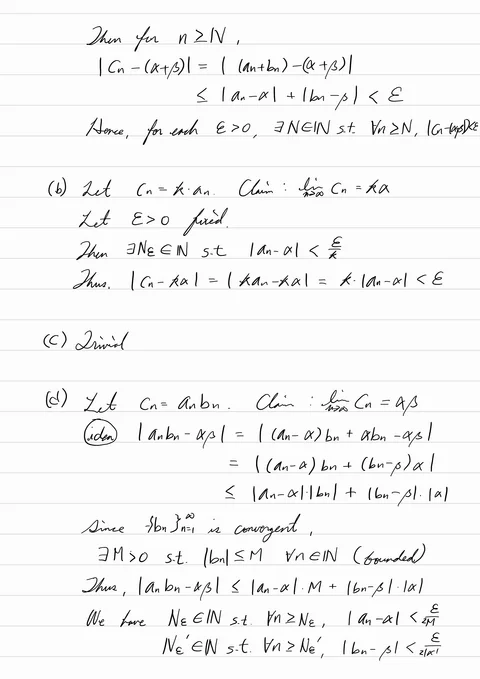 Then for n ≥ N,
|Cn - (α+β)| = | (an+bn) - (α+β)|
≤ |an-α| + |bn-β| < ε
Hence, for each ε>0, ∃N∈ℕ s.t. ∀n≥N, |Cn-(α+β)|<ε
(b) Let Cn = k·an. Claim : lim n→∞ Cn = kα
Let ε>0 fixed.
Then ∃Nε∈ℕ s.t |an-α| < ε/k
Thus, |Cn - kα| = | kan - kα| = k·|an-α| < ε
(c) Trivial
(d) Let Cn = anbn. Claim : lim n→∞ Cn = αβ
idea |anbn - αβ| = | (an-α)bn + αbn - αβ|
= | (an-α)bn + (bn-β)α|
≤ |an-α|·|bn| + |bn-β|·|α|
Since {bn}∞n=1 is convergent,
∃M>0 s.t. |bn| ≤ M ∀n∈ℕ (bounded)
Thus, |anbn - αβ| ≤ |an-α|·M + |bn-β|·|α|
We have Nε∈ℕ s.t. ∀n≥Nε, |an-α| < ε/2M
Nε'∈ℕ s.t. ∀n≥Nε', |bn-β| < ε/2|α|